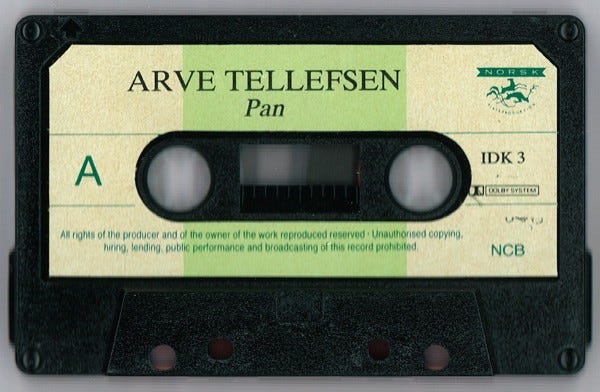 ARVE TELLEFSEN
Pan
NORSK
A
IDK 3
DOLBY SYSTEM
All rights of the producer and of the owner of the work reproduced reserved · Unauthorised copying,
hiring, lending, public performance and broadcasting of this record prohibited.
NCB